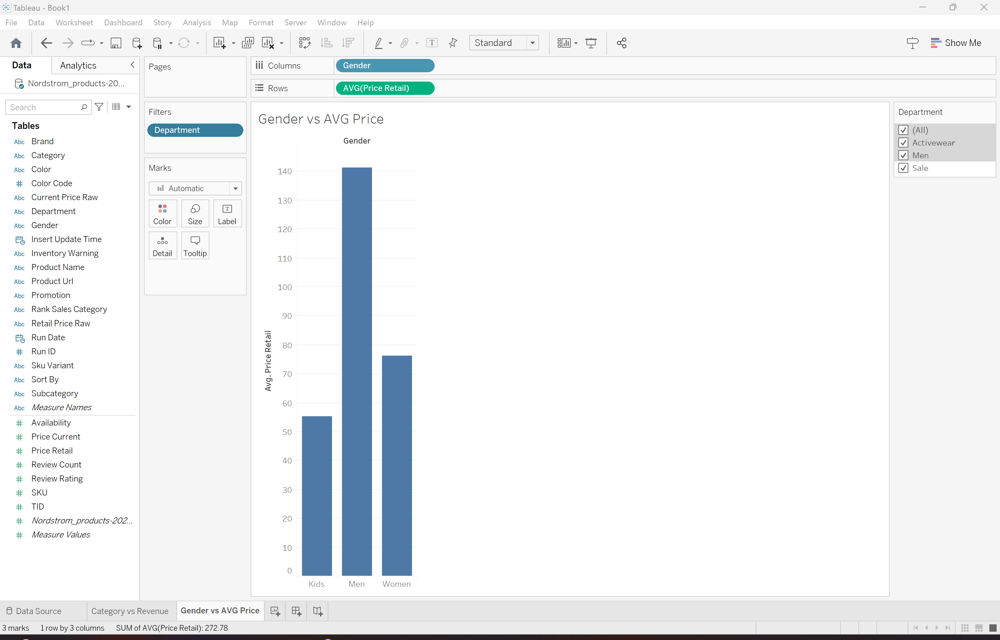 Tableau - Book1
File Data Worksheet Dashboard Story Analysis Map Format Server Window Help
Standard
Show Me
Data Analytics
Nordstrom_products-20...
Search
Tables
Abc Brand
Abc Category
Abc Color
# Color Code
Abc Current Price Raw
Abc Department
Abc Gender
Insert Update Time
Abc Inventory Warning
Abc Product Name
Abc Product Url
Abc Promotion
Abc Rank Sales Category
Abc Retail Price Raw
Run Date
# Run ID
Abc Sku Variant
Abc Sort By
Abc Subcategory
Abc Measure Names
# Availability
# Price Current
# Price Retail
# Review Count
# Review Rating
# SKU
# TID
# Nordstrom_products-202...
# Measure Values
Pages
Filters
Department
Marks
Automatic
Color Size Label
Detail Tooltip
Columns Gender
Rows AVG(Price Retail)
Gender vs AVG Price
Gender
Avg. Price Retail
140
130
120
110
100
90
80
70
60
50
40
30
20
10
0
Kids Men Women
Department
(All)
Activewear
Men
Sale
Data Source Category vs Revenue Gender vs AVG Price
3 marks 1 row by 3 columns SUM of AVG(Price Retail): 272.78